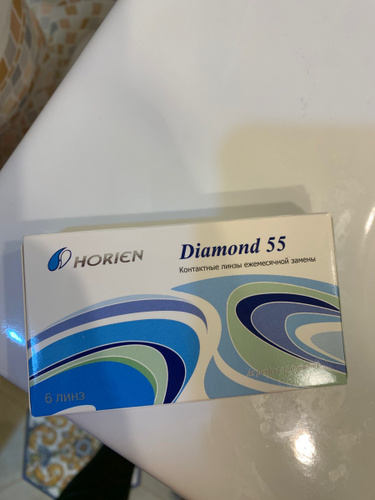 HORIEN
Diamond 55
Контактные линзы ежемесячной замены
6 линз